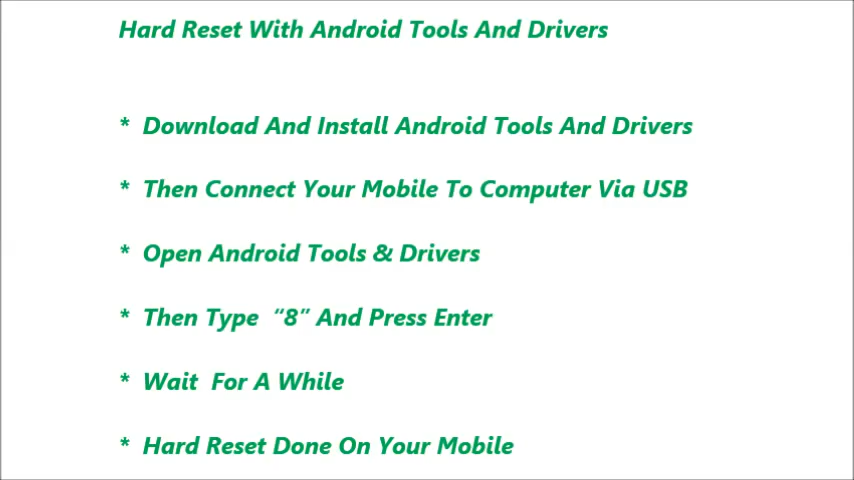 Hard Reset With Android Tools And Drivers
* Download And Install Android Tools And Drivers
* Then Connect Your Mobile To Computer Via USB
* Open Android Tools & Drivers
* Then Type “8” And Press Enter
* Wait For A While
* Hard Reset Done On Your Mobile